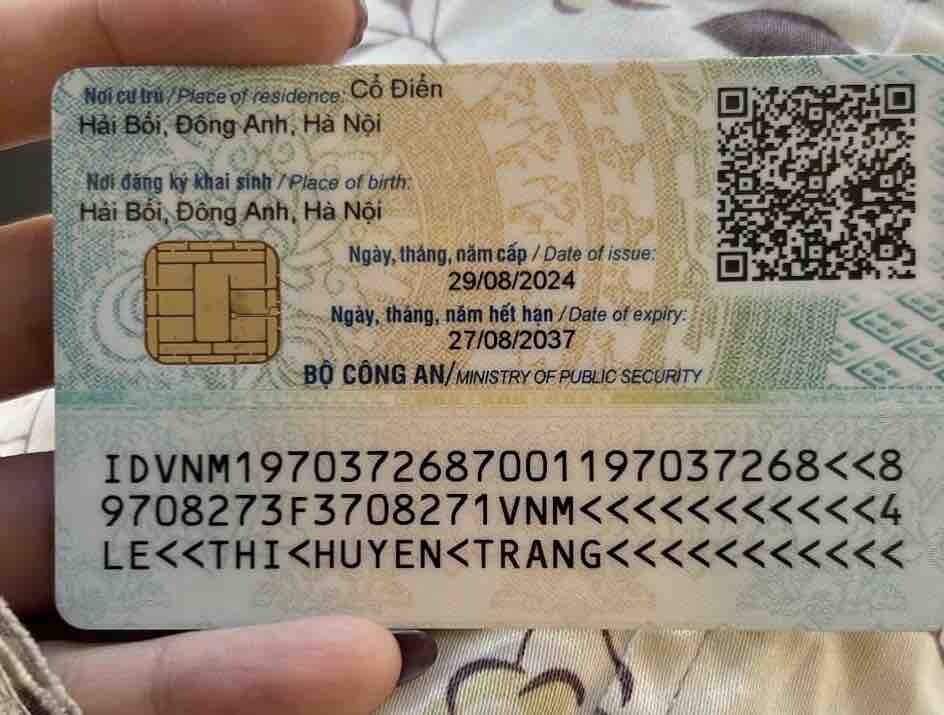 Nơi cư trú / Place of residence: Cổ Điển
Hải Bối, Đông Anh, Hà Nội
Nơi đăng ký khai sinh / Place of birth:
Hải Bối, Đông Anh, Hà Nội
Ngày, tháng, năm cấp / Date of issue:
29/08/2024
Ngày, tháng, năm hết hạn / Date of expiry:
27/08/2037
BỘ CÔNG AN/MINISTRY OF PUBLIC SECURITY
IDVNM1970372687001197037268<<8
9708273F3708271VNM<<<<<<<<<<<4
LE<<THI<HUYEN<TRANG<<<<<<<<<<<